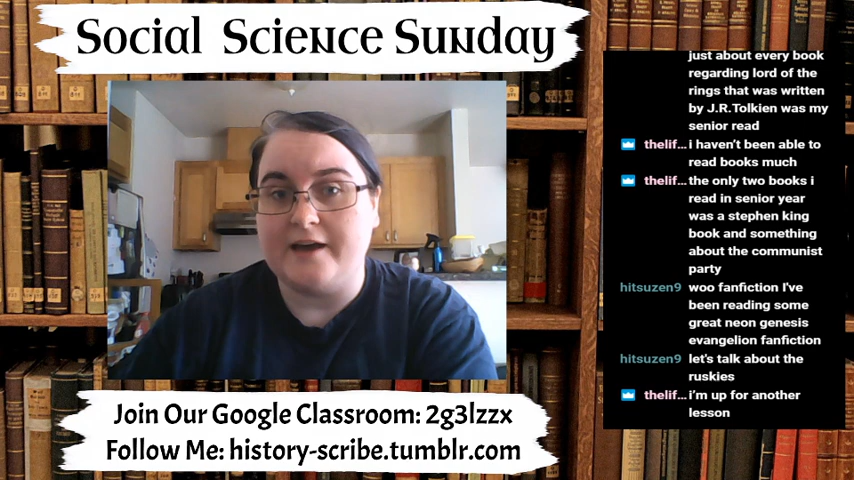 Social Science Sunday
just about every book
regarding lord of the
rings that was written
by J.R.Tolkien was my
senior read
thelif... i haven't been able to
read books much
thelif... the only two books i
read in senior year
was a stephen king
book and something
about the communist
party
hitsuzen9 woo fanfiction I've
been reading some
great neon genesis
evangelion fanfiction
hitsuzen9 let's talk about the
ruskies
thelif... i'm up for another
lesson
Join Our Google Classroom: 2g3lzzx
Follow Me: history-scribe.tumblr.com